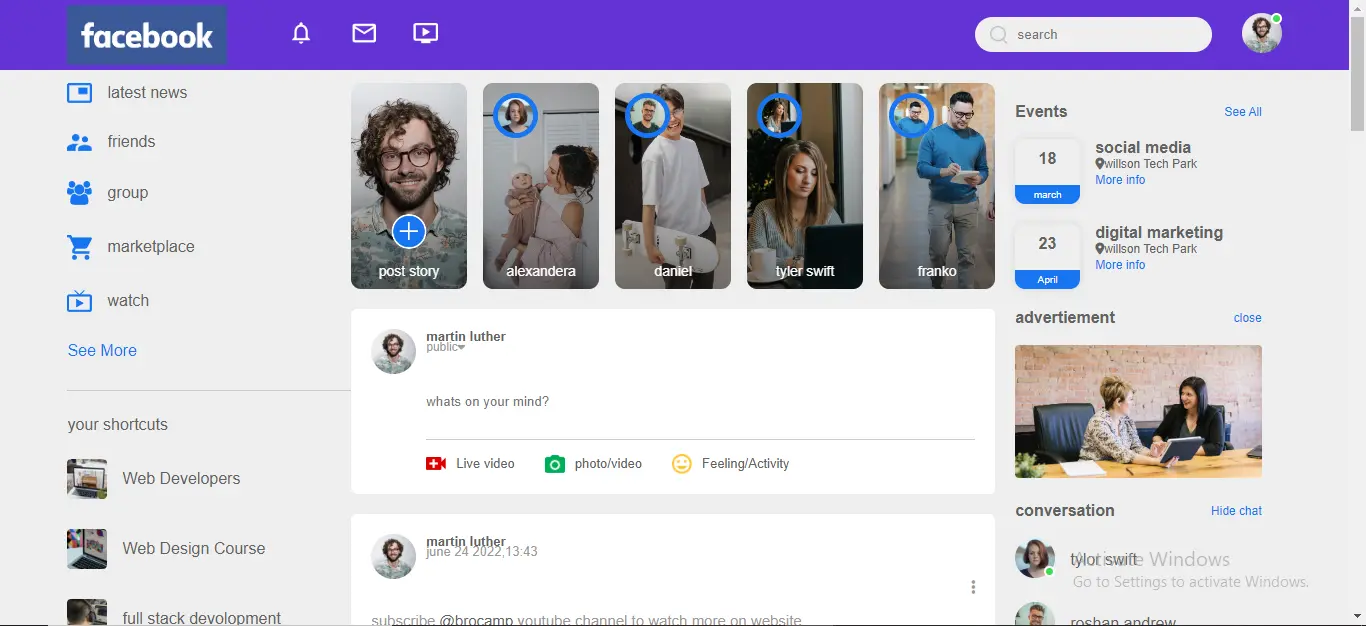 facebook
search
latest news
friends
group
marketplace
watch
See More
your shortcuts
Web Developers
Web Design Course
full stack devolopment
post story
alexandera
daniel
tyler swift
franko
martin luther
public
whats on your mind?
Live video
photo/video
Feeling/Activity
martin luther
june 24 2022,13:43
subscribe @brocamp youtube channel to watch more on website
Events
See All
18
march
social media
willson Tech Park
More info
23
April
digital marketing
willson Tech Park
More info
advertiement
close
conversation
Hide chat
tylor swift
Activate Windows
Go to Settings to activate Windows.
roshan andrew